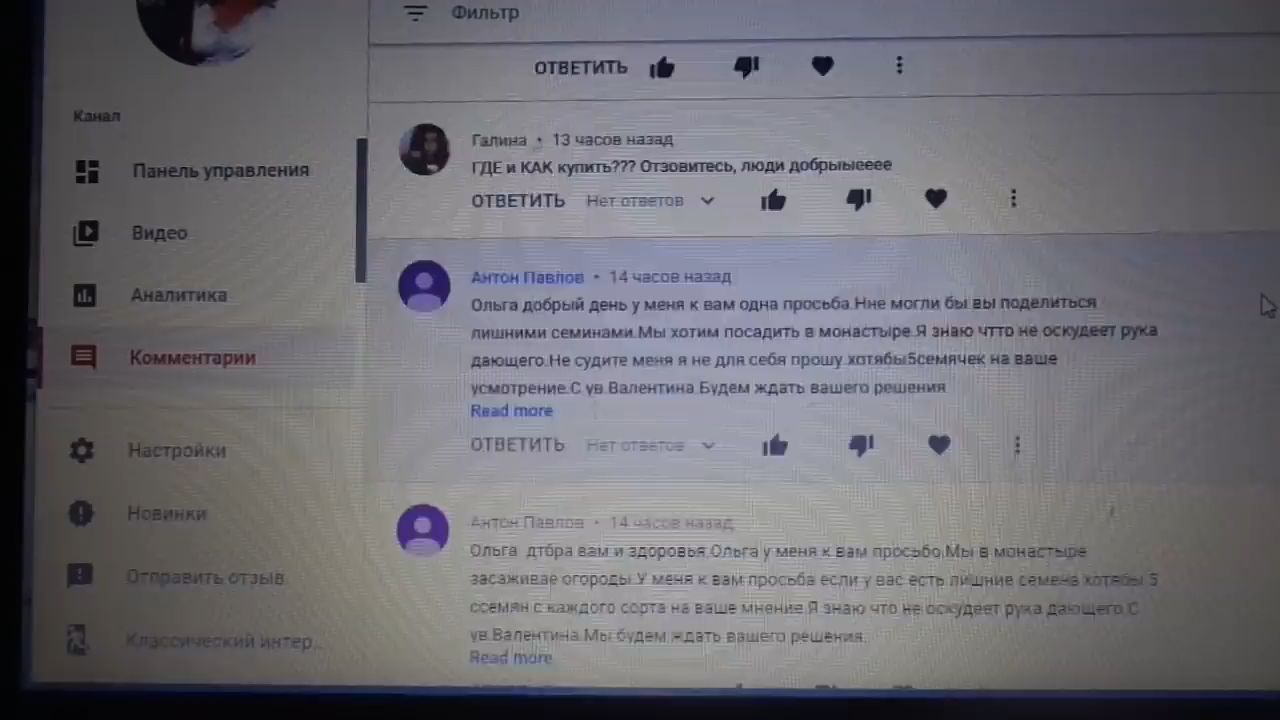 Фильтр
ОТВЕТИТЬ
Канал
Панель управления
Видео
Аналитика
Комментарии
Настройки
Новинки
Отправить отзыв
Классический интер...
Галина • 13 часов назад
ГДЕ и КАК купить??? Отзовитесь, люди добрыыееее
ОТВЕТИТЬ Нет ответов
Антон Павлов • 14 часов назад
Ольга добрый день у меня к вам одна просьба.Нне могли бы вы поделиться
лишними семинами.Мы хотим посадить в монастыре.Я знаю чтто не оскудеет рука
дающего.Не судите меня я не для себя прошу.хотябы5семячек на ваше
усмотрение.С ув.Валентина.Будем ждать вашего решения
Read more
ОТВЕТИТЬ Нет ответов
Антон Павлов • 14 часов назад
Ольга дтбра вам и здоровья.Ольга у меня к вам просьбо.Мы в монастыре
засаживае огороды.У меня к вам просьба если у вас есть лишние семена хотябы 5
ссемян с каждого сорта на ваше мнение.Я знаю что не оскудеет рука дающего.С
ув.Валентина.Мы будем ждать вашего решения.
Read more